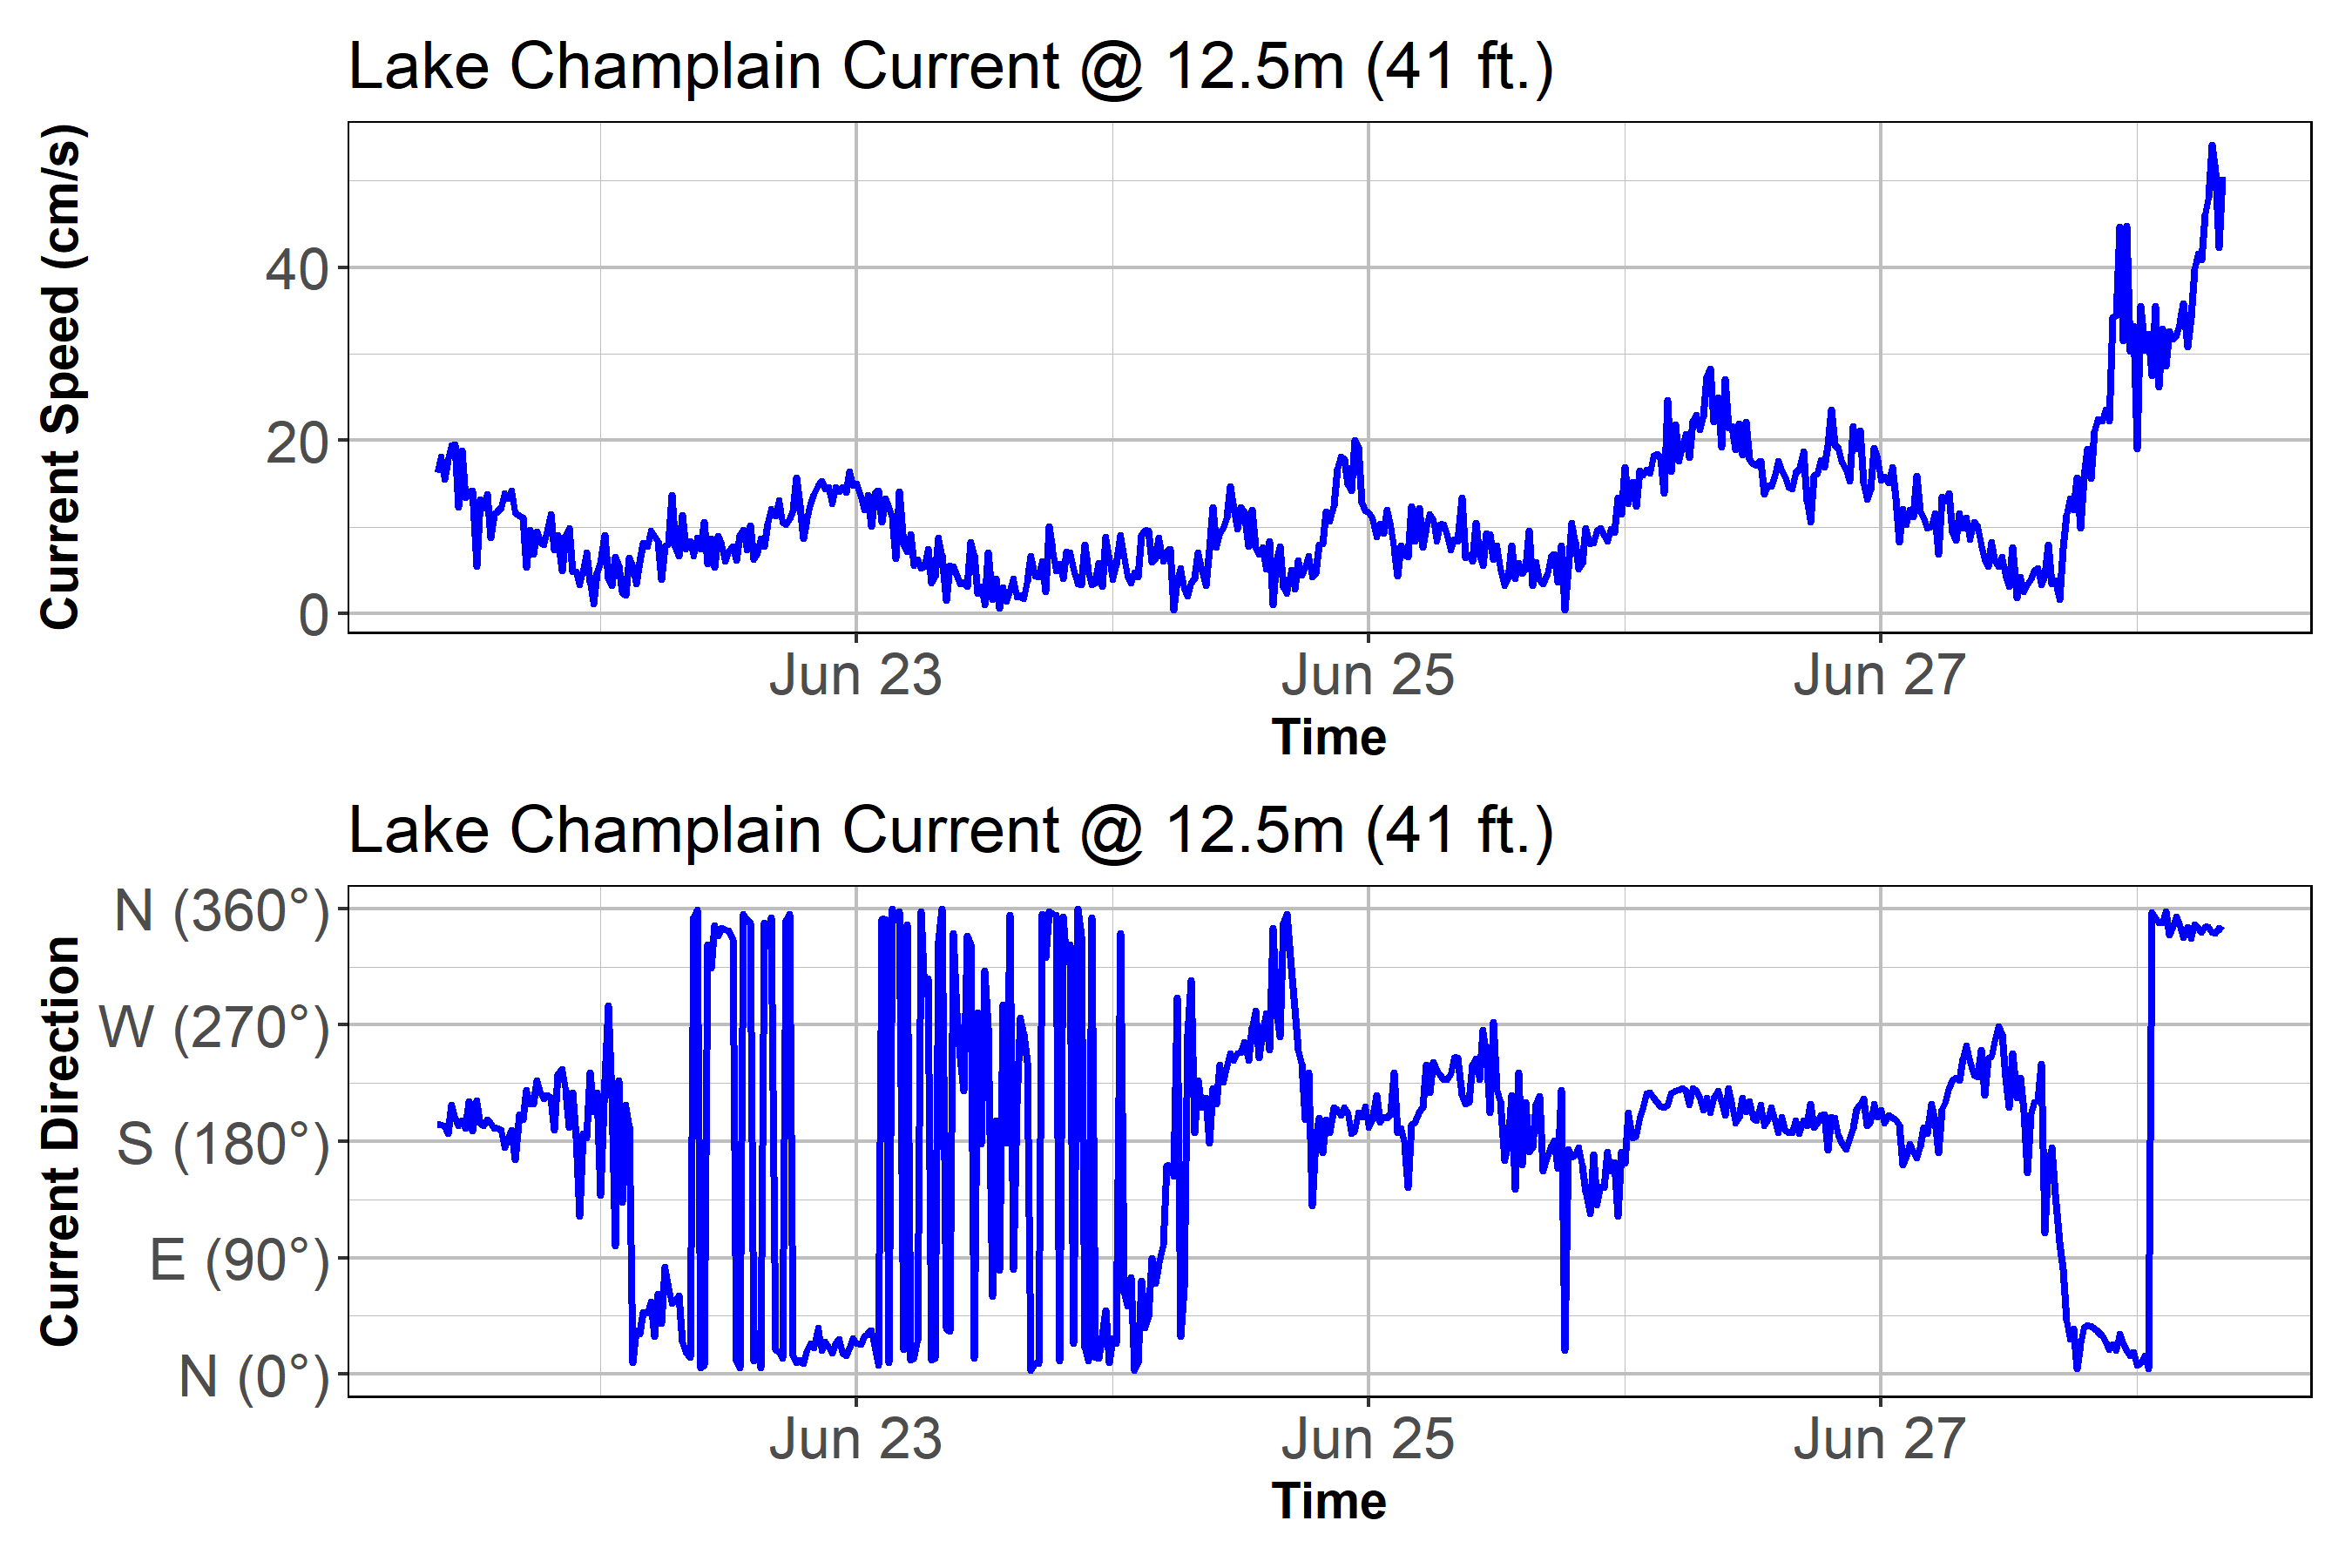 Lake Champlain Current @ 12.5m (41 ft.)
Current Speed (cm/s)
40
20
0
Jun 23 Jun 25 Jun 27
Time
Lake Champlain Current @ 12.5m (41 ft.)
Current Direction
N (360°)
W (270°)
S (180°)
E (90°)
N (0°)
Jun 23 Jun 25 Jun 27
Time